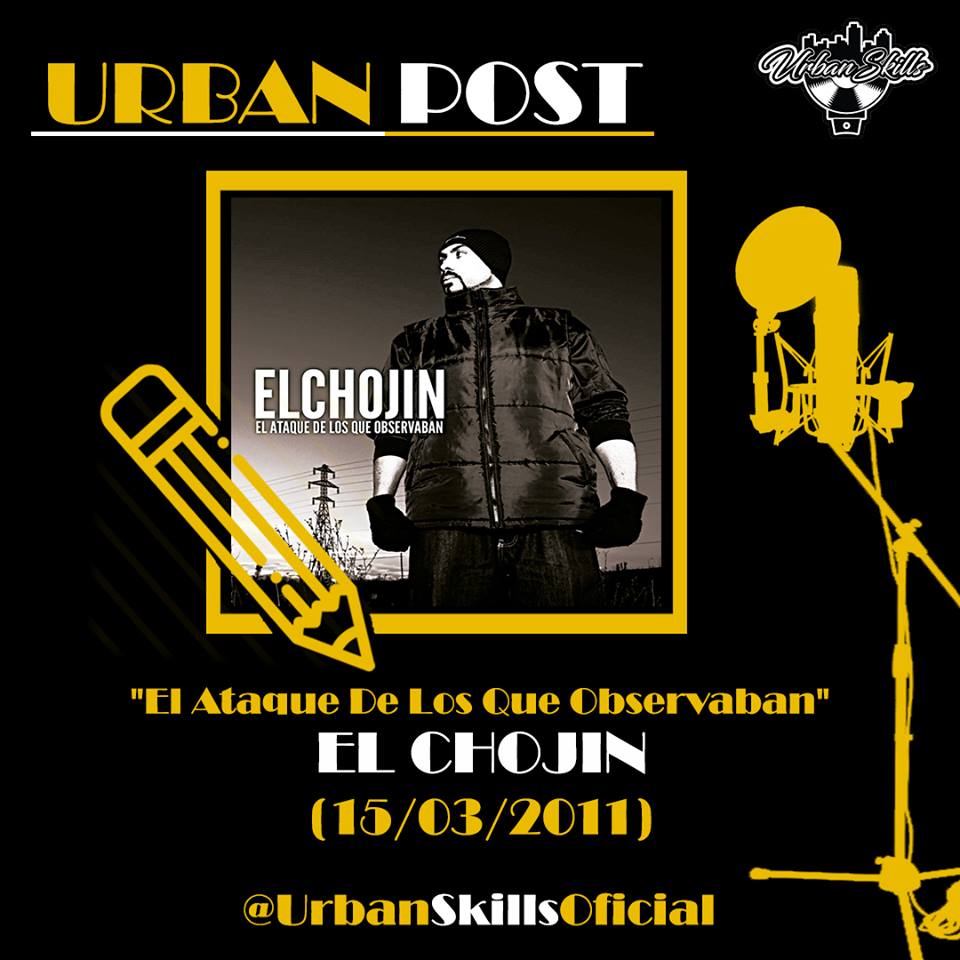 URBAN POST
Urban Skills
ELCHOJIN
EL ATAQUE DE LOS QUE OBSERVABAN
"El Ataque De Los Que Observaban"
EL CHOJIN
(15/03/2011)
@UrbanSkillsOficial